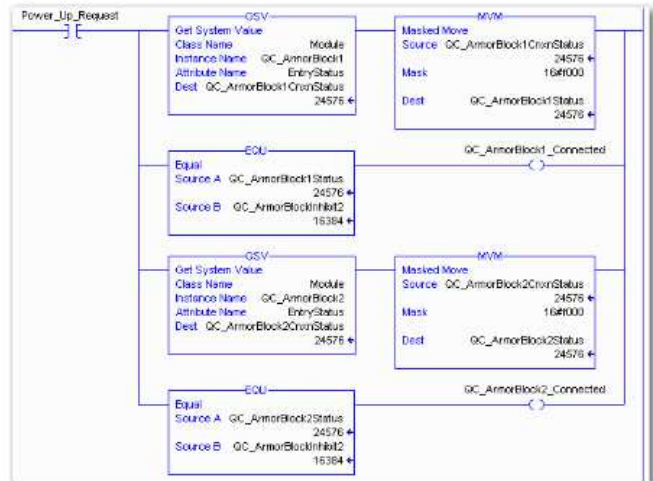 Power_Up_Request
GSV
Get System Value
Class Name Module
Instance Name QC_ArmorBlock1
Attribute Name EntryStatus
Dest QC_ArmorBlock1CnxnStatus
24576
MVM
Masked Move
Source QC_ArmorBlock1CnxnStatus
24576
Mask 16#f000
Dest QC_ArmorBlock1Status
24576
EQU
Equal
Source A QC_ArmorBlock1Status
24576
Source B QC_ArmorBlockInhibit2
16384
QC_ArmorBlock1_Connected
GSV
Get System Value
Class Name Module
Instance Name QC_ArmorBlock2
Attribute Name EntryStatus
Dest QC_ArmorBlock2CnxnStatus
24576
MVM
Masked Move
Source QC_ArmorBlock2CnxnStatus
24576
Mask 16#f000
Dest QC_ArmorBlock2Status
24576
EQU
Equal
Source A QC_ArmorBlock2Status
24576
Source B QC_ArmorBlockInhibit2
16384
QC_ArmorBlock2_Connected